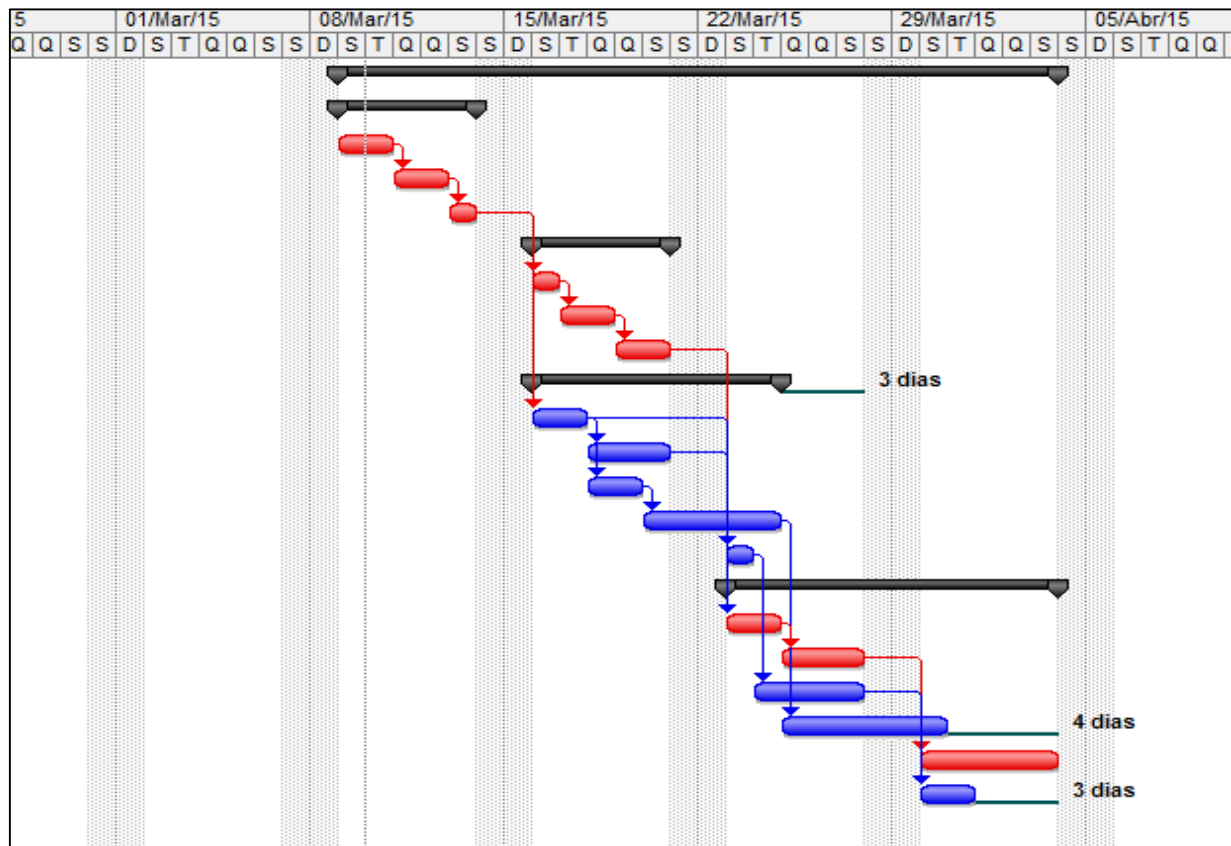 5 01/Mar/15 08/Mar/15 15/Mar/15 22/Mar/15 29/Mar/15 05/Abr/15
Q Q S S D S T Q Q S S D S T Q Q S S D S T Q Q S S D S T Q Q S S D S T Q Q S S D S T Q Q
3 dias
4 dias
3 dias